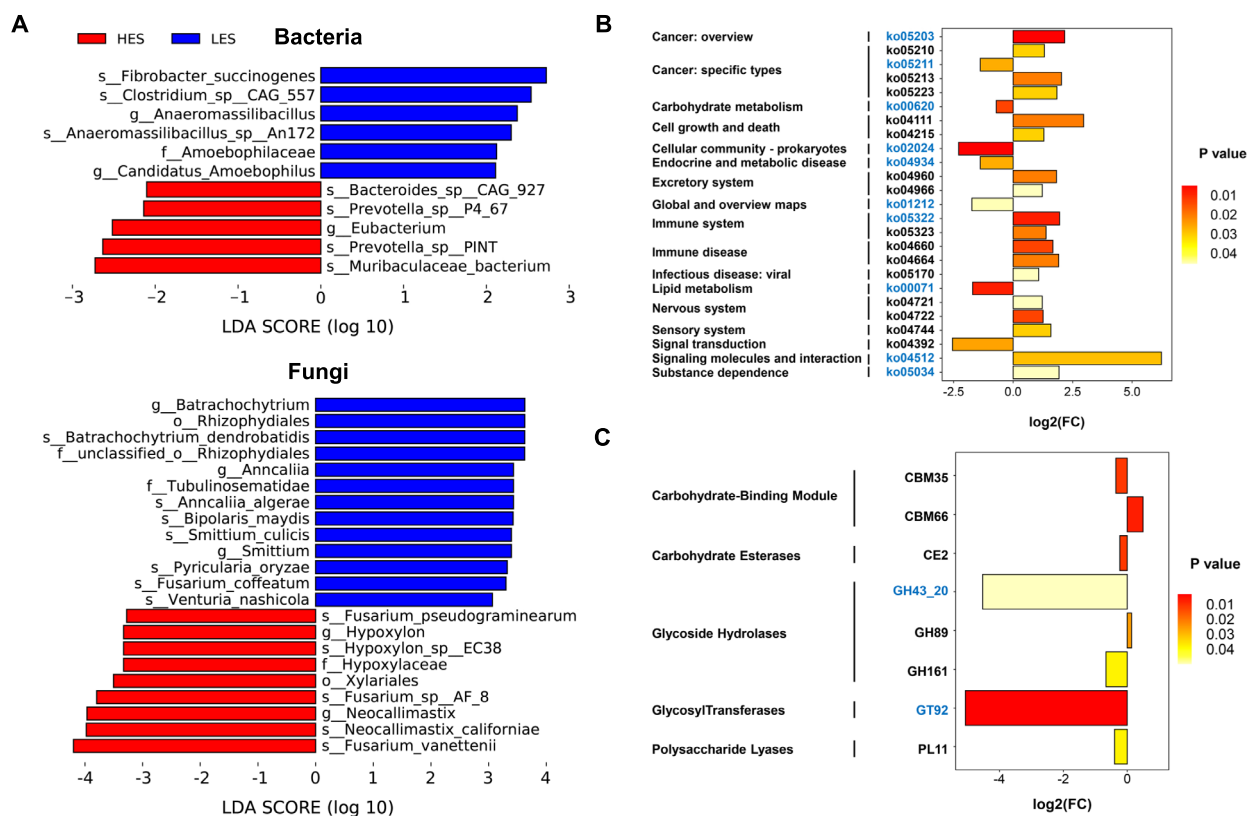 A
HES
LES
Bacteria
s__Fibrobacter_succinogenes
s__Clostridium_sp__CAG_557
g__Anaeromassilibacillus
s__Anaeromassilibacillus_sp__An172
f__Amoebophilaceae
g__Candidatus_Amoebophilus
s__Bacteroides_sp__CAG_927
s__Prevotella_sp__P4_67
g__Eubacterium
s__Prevotella_sp__PINT
s__Muribaculaceae_bacterium
−3 −2 −1 0 1 2 3
LDA SCORE (log 10)
Fungi
g__Batrachochytrium
o__Rhizophydiales
s__Batrachochytrium_dendrobatidis
f__unclassified_o__Rhizophydiales
g__Anncaliia
f__Tubulinosematidae
s__Anncaliia_algerae
s__Bipolaris_maydis
s__Smittium_culicis
g__Smittium
s__Pyricularia_oryzae
s__Fusarium_coffeatum
s__Venturia_nashicola
s__Fusarium_pseudograminearum
g__Hypoxylon
s__Hypoxylon_sp__EC38
f__Hypoxylaceae
o__Xylariales
s__Fusarium_sp__AF_8
g__Neocallimastix
s__Neocallimastix_californiae
s__Fusarium_vanettenii
-4 -3 -2 -1 0 1 2 3 4
LDA SCORE (log 10)
B
Cancer: overview
Cancer: specific types
Carbohydrate metabolism
Cell growth and death
Cellular community - prokaryotes
Endocrine and metabolic disease
Excretory system
Global and overview maps
Immune system
Immune disease
Infectious disease: viral
Lipid metabolism
Nervous system
Sensory system
Signal transduction
Signaling molecules and interaction
Substance dependence
ko05203
ko05210
ko05211
ko05213
ko05223
ko00620
ko04111
ko04215
ko02024
ko04934
ko04960
ko04966
ko01212
ko05322
ko05323
ko04660
ko04664
ko05170
ko00071
ko04721
ko04722
ko04744
ko04392
ko04512
ko05034
-2.5 0.0 2.5 5.0
log2(FC)
P value
0.01
0.02
0.03
0.04
C
Carbohydrate-Binding Module
Carbohydrate Esterases
Glycoside Hydrolases
GlycosylTransferases
Polysaccharide Lyases
CBM35
CBM66
CE2
GH43_20
GH89
GH161
GT92
PL11
-4 -2 0
log2(FC)
P value
0.01
0.02
0.03
0.04